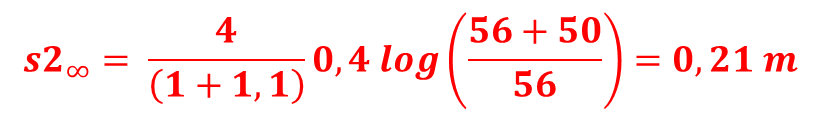 s2∞ = 4/(1 + 1, 1) 0, 4 log((56 + 50)/56) = 0, 21 m